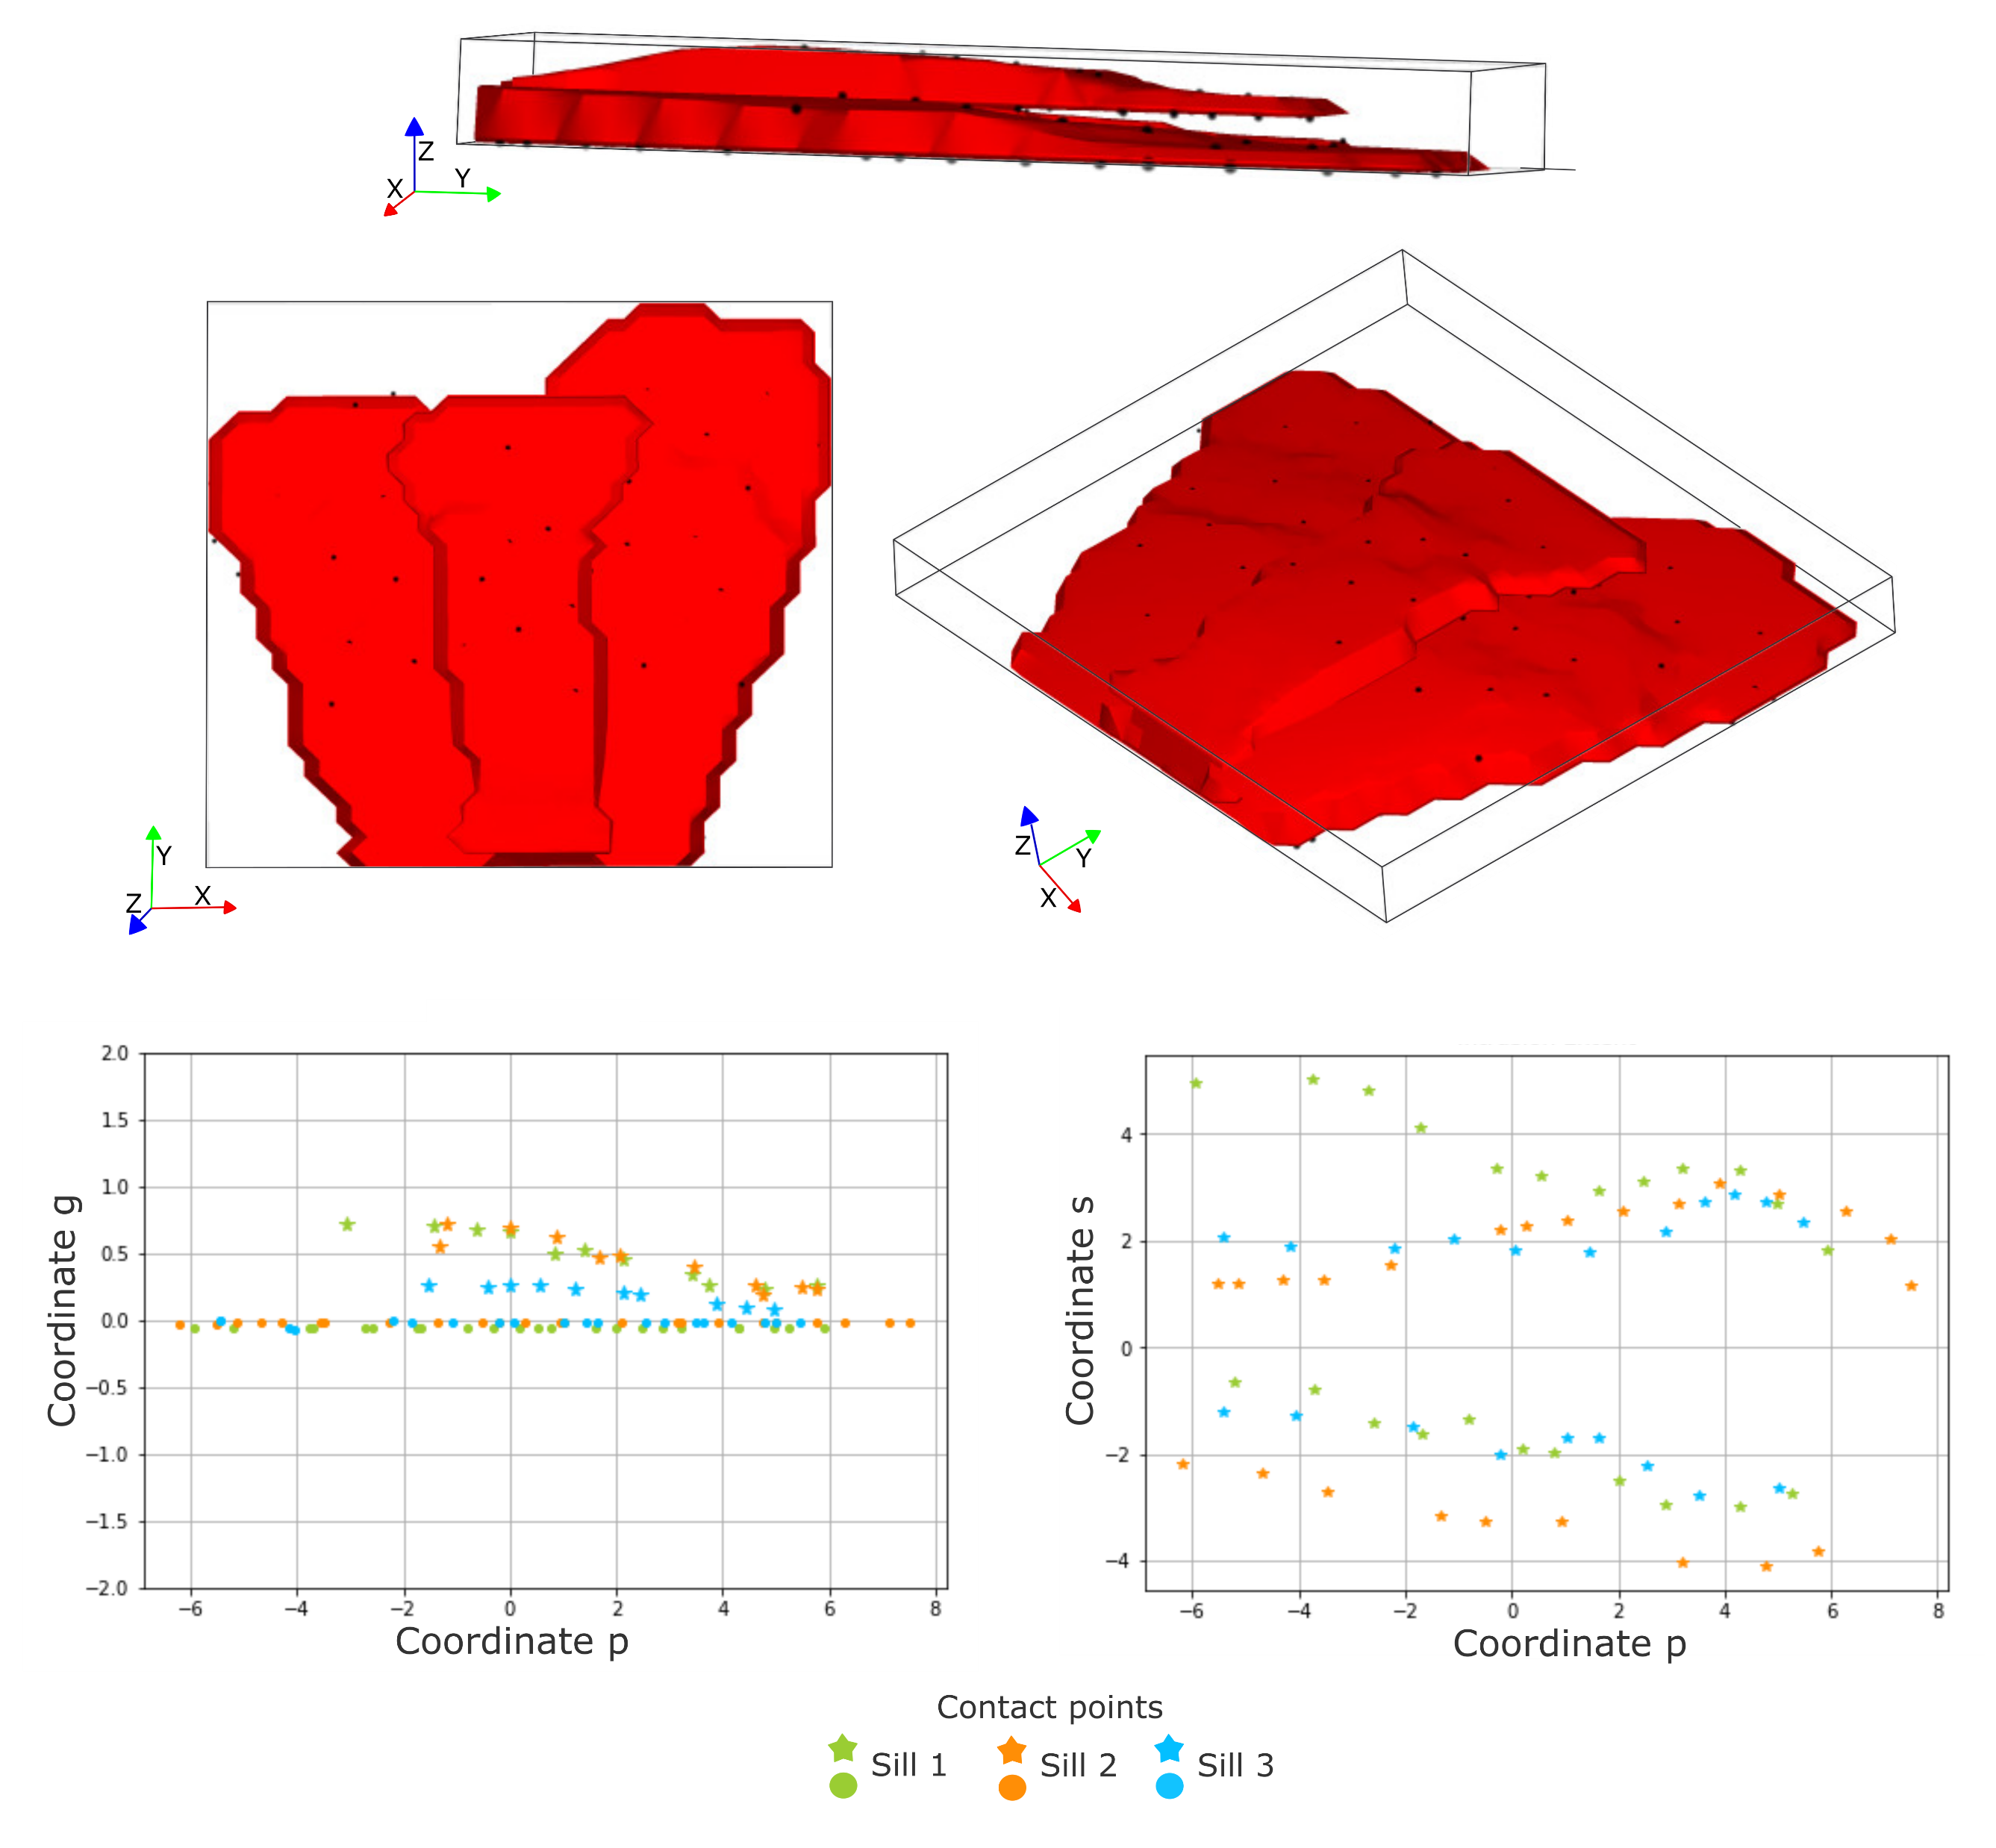 Z
X
Y
Y
Z
X
Z
Y
X
2.0
1.5
1.0
0.5
0.0
−0.5
−1.0
−1.5
−2.0
Coordinate g
−6 −4 −2 0 2 4 6 8
Coordinate p
4
2
0
−2
−4
Coordinate s
−6 −4 −2 0 2 4 6 8
Coordinate p
Contact points
Sill 1 Sill 2 Sill 3